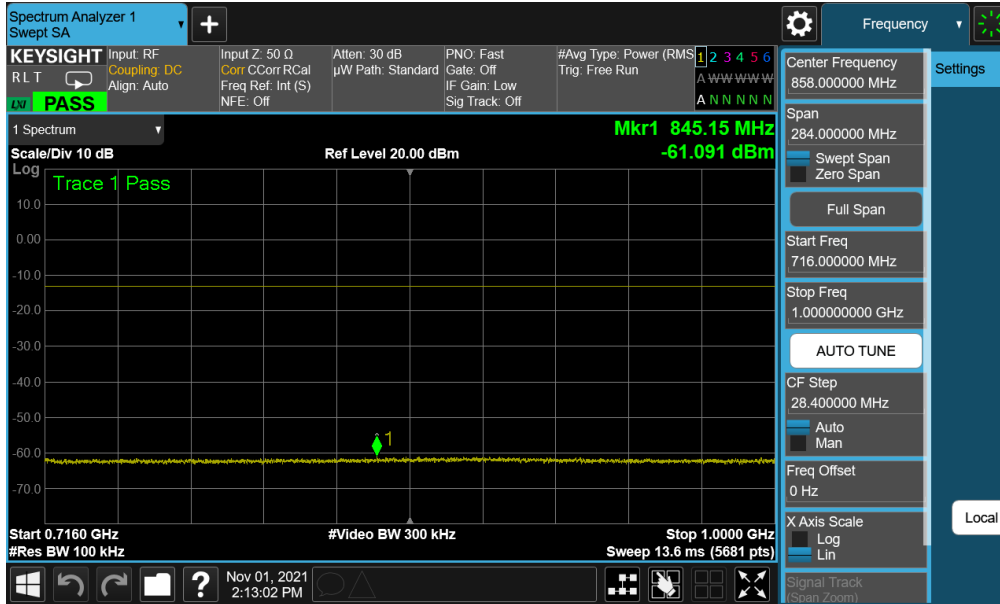 Spectrum Analyzer 1
Swept SA
Frequency
KEYSIGHT
RLT
LXI PASS
Input: RF
Coupling: DC
Align: Auto
Input Z: 50 Ω
Corr CCorr RCal
Freq Ref: Int (S)
NFE: Off
Atten: 30 dB
µW Path: Standard
PNO: Fast
Gate: Off
IF Gain: Low
Sig Track: Off
#Avg Type: Power (RMS
Trig: Free Run
1 2 3 4 5 6
A W W W W W
A N N N N N
1 Spectrum
Mkr1 845.15 MHz
Scale/Div 10 dB
Ref Level 20.00 dBm
-61.091 dBm
Log
Trace 1 Pass
10.0
0.00
-10.0
-20.0
-30.0
-40.0
-50.0
-60.0
-70.0
1
Start 0.7160 GHz
#Video BW 300 kHz
Stop 1.0000 GHz
#Res BW 100 kHz
Sweep 13.6 ms (5681 pts)
Nov 01, 2021
2:13:02 PM
Center Frequency
858.000000 MHz
Span
284.000000 MHz
Swept Span
Zero Span
Full Span
Start Freq
716.000000 MHz
Stop Freq
1.000000000 GHz
AUTO TUNE
CF Step
28.400000 MHz
Auto
Man
Freq Offset
0 Hz
X Axis Scale
Log
Lin
Signal Track
(Span Zoom)
Settings
Local